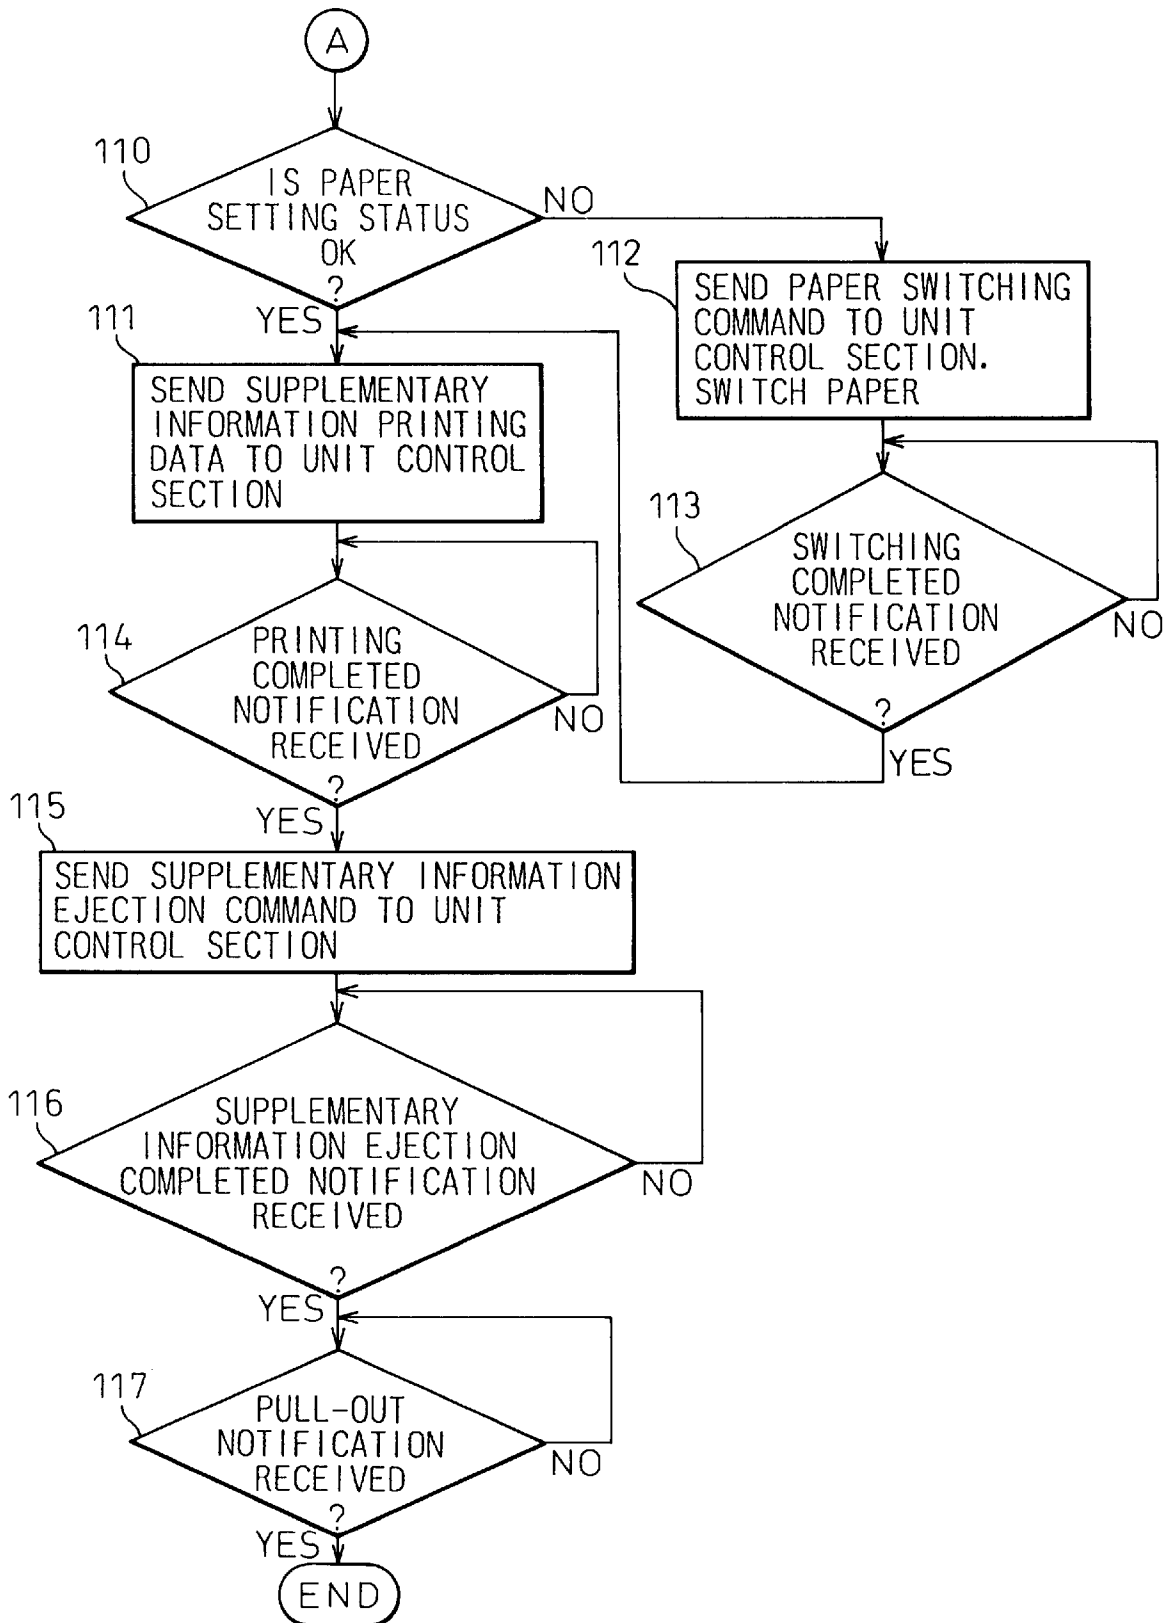 A
110
IS PAPER
SETTING STATUS
OK
?
NO
YES
112
SEND PAPER SWITCHING
COMMAND TO UNIT
CONTROL SECTION.
SWITCH PAPER
113
SWITCHING
COMPLETED
NOTIFICATION
RECEIVED
?
NO
YES
111
SEND SUPPLEMENTARY
INFORMATION PRINTING
DATA TO UNIT CONTROL
SECTION
114
PRINTING
COMPLETED
NOTIFICATION
RECEIVED
?
NO
YES
115
SEND SUPPLEMENTARY INFORMATION
EJECTION COMMAND TO UNIT
CONTROL SECTION
116
SUPPLEMENTARY
INFORMATION EJECTION
COMPLETED NOTIFICATION
RECEIVED
?
NO
YES
117
PULL-OUT
NOTIFICATION
RECEIVED
?
NO
YES
END